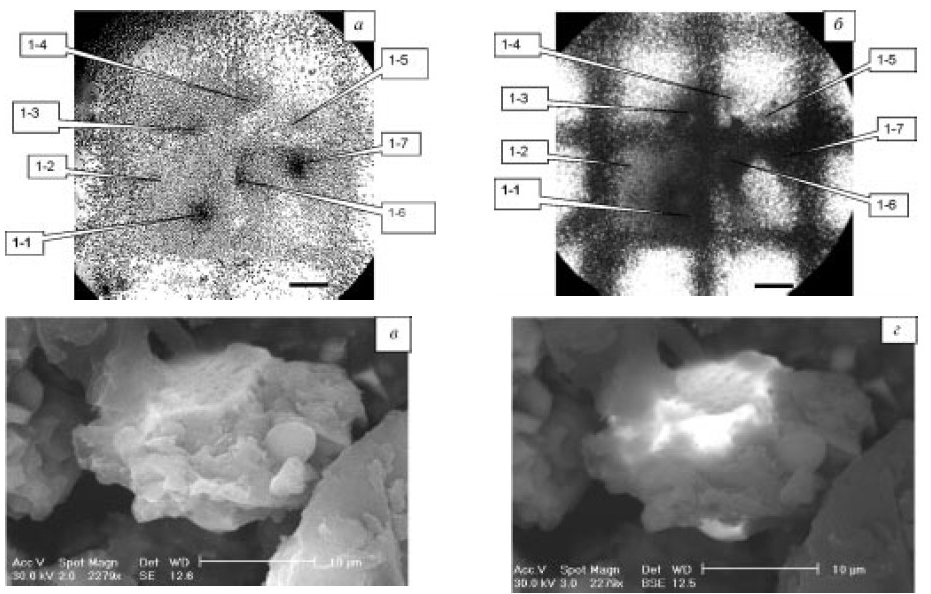 а
1-4
1-5
1-3
1-7
1-2
1-6
1-1
б
1-4
1-5
1-3
1-7
1-2
1-1
1-6
в
Acc.V Spot Magn Det WD 10 µm
30.0 kV 2.0 2279x SE 12.6
г
Acc.V Spot Magn Det WD 10 µm
30.0 kV 3.0 2279x BSE 12.5